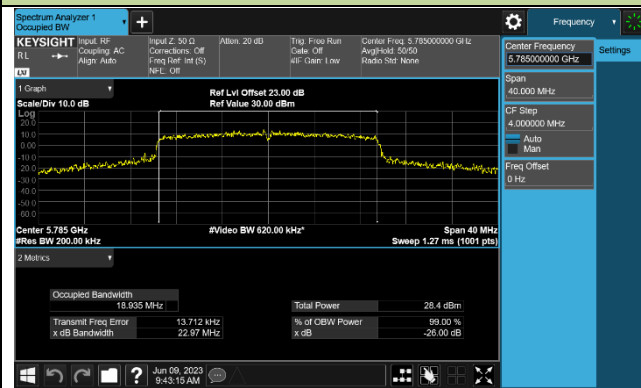 Spectrum Analyzer 1
Occupied BW
Frequency
KEYSIGHT
RL
LXI
Input: RF
Coupling: AC
Align: Auto
Input Z: 50 Ω
Corrections: Off
Freq Ref: Int (S)
NFE: Off
Atten: 20 dB
Trig: Free Run
Gate: Off
#IF Gain: Low
Center Freq: 5.785000000 GHz
Avg|Hold: 50/50
Radio Std: None
Center Frequency
5.785000000 GHz
Settings
Span
40.000 MHz
CF Step
4.000000 MHz
Auto
Man
Freq Offset
0 Hz
1 Graph
Scale/Div 10.0 dB
Ref Lvl Offset 23.00 dB
Ref Value 30.00 dBm
Log
20.0
10.0
0.00
-10.0
-20.0
-30.0
-40.0
-50.0
-60.0
Center 5.785 GHz
#Res BW 200.00 kHz
#Video BW 620.00 kHz*
Span 40 MHz
Sweep 1.27 ms (1001 pts)
2 Metrics
Occupied Bandwidth
18.935 MHz
Total Power 28.4 dBm
Transmit Freq Error 13.712 kHz
% of OBW Power 99.00 %
x dB Bandwidth 22.97 MHz
x dB -26.00 dB
?
Jun 09, 2023
9:43:15 AM